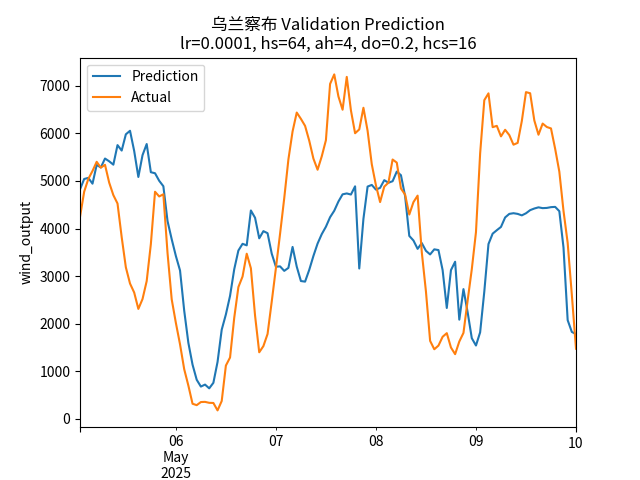 乌兰察布 Validation Prediction
lr=0.0001, hs=64, ah=4, do=0.2, hcs=16
Prediction
Actual
wind_output
7000
6000
5000
4000
3000
2000
1000
0
06
May
2025
07
08
09
10